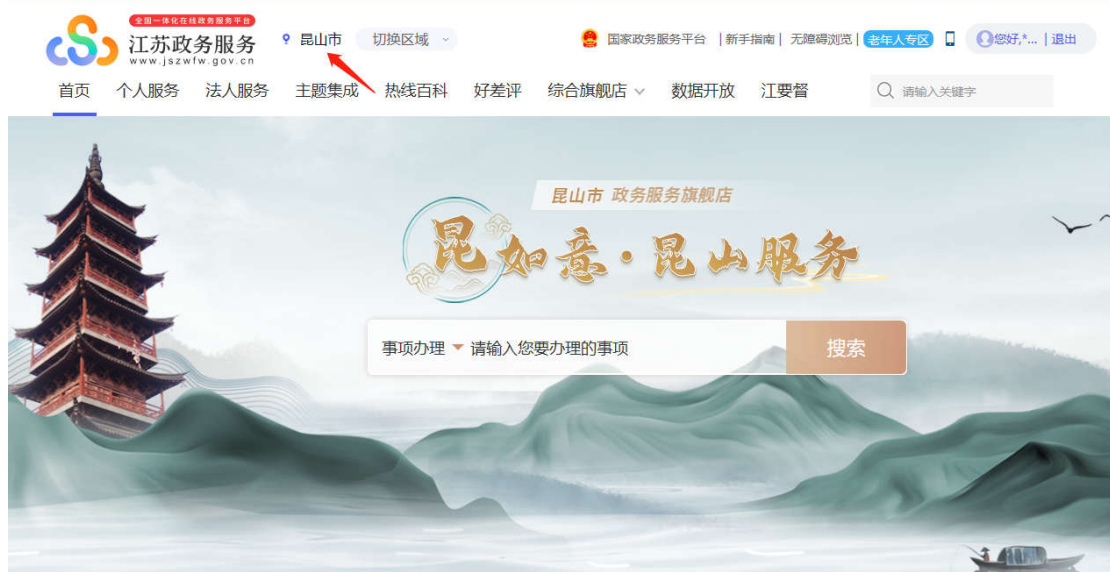 全国一体化在线政务服务平台
江苏政务服务
www.jszwfw.gov.cn
昆山市 切换区域
国家政务服务平台 | 新手指南 | 无障碍浏览 | 老年人专区 您好,*... | 退出
首页 个人服务 法人服务 主题集成 热线百科 好差评 综合旗舰店 数据开放 江要督 请输入关键字
昆山市 政务服务旗舰店
昆如意·昆山服务
事项办理 请输入您要办理的事项 搜索